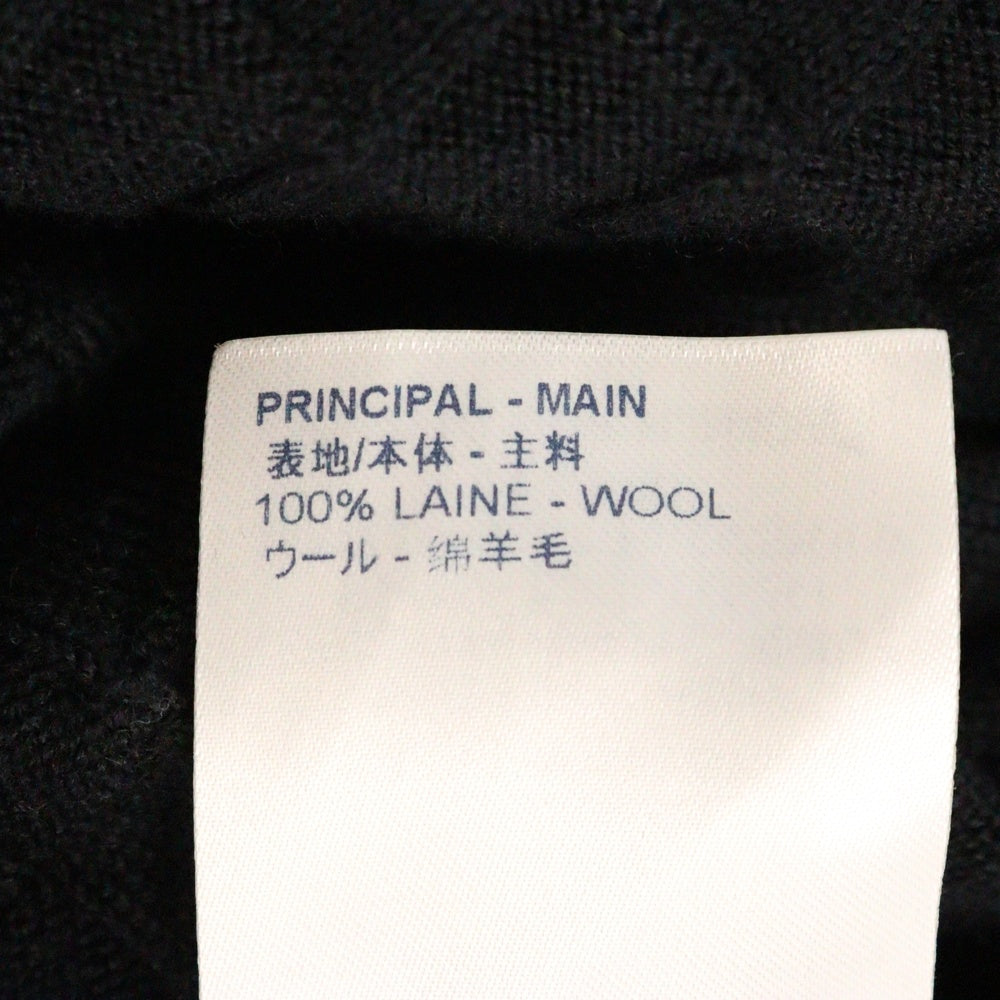 PRINCIPAL - MAIN
表地/本体 - 主料
100% LAINE - WOOL
ウール - 绵羊毛